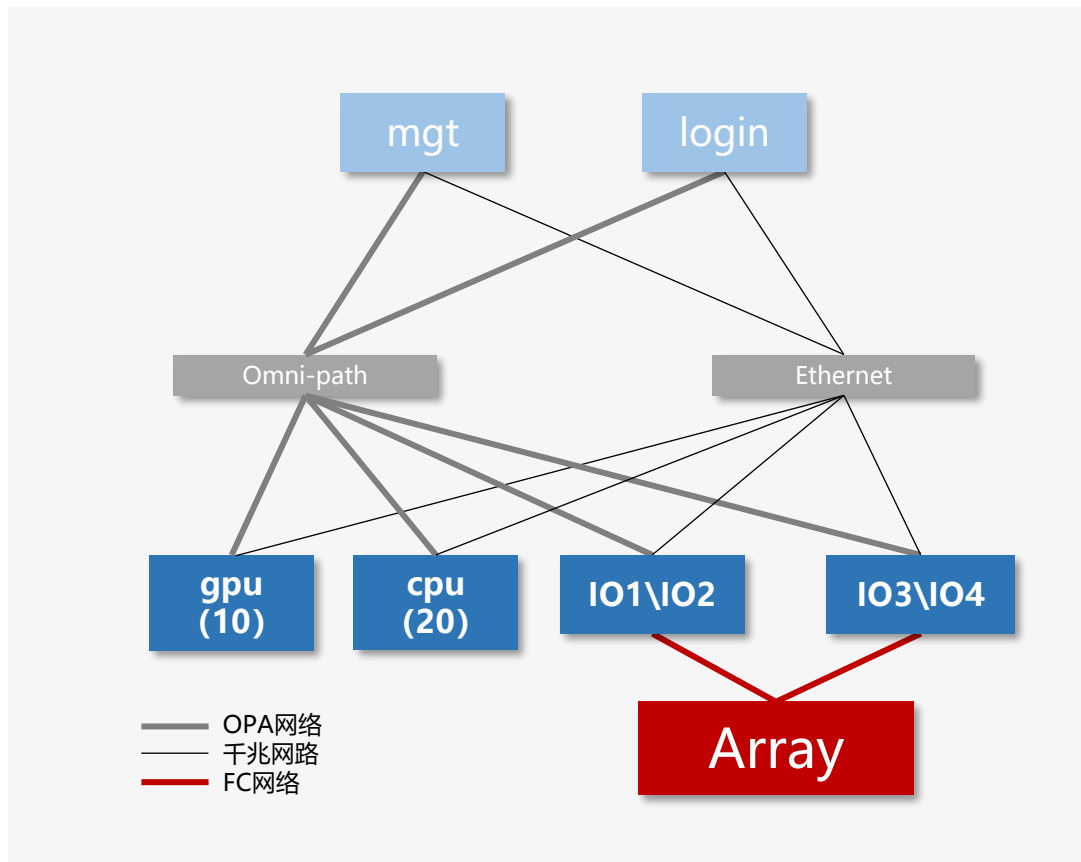 mgt
login
Omni-path
Ethernet
gpu
(10)
cpu
(20)
IO1\IO2
IO3\IO4
Array
OPA网络
千兆网路
FC网络